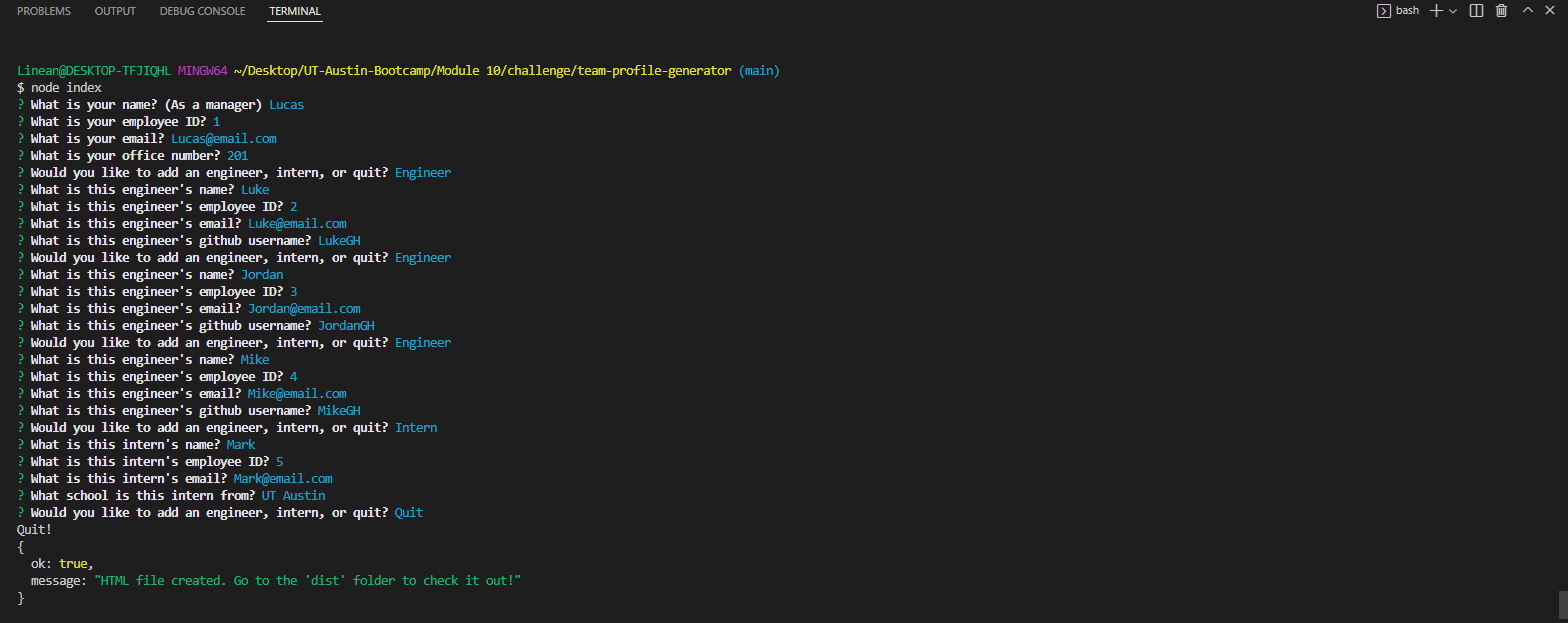 PROBLEMS OUTPUT DEBUG CONSOLE TERMINAL bash
Linean@DESKTOP-TFJIQHL MINGW64 ~/Desktop/UT-Austin-Bootcamp/Module 10/challenge/team-profile-generator (main)
$ node index
? What is your name? (As a manager) Lucas
? What is your employee ID? 1
? What is your email? Lucas@email.com
? What is your office number? 201
? Would you like to add an engineer, intern, or quit? Engineer
? What is this engineer's name? Luke
? What is this engineer's employee ID? 2
? What is this engineer's email? Luke@email.com
? What is this engineer's github username? LukeGH
? Would you like to add an engineer, intern, or quit? Engineer
? What is this engineer's name? Jordan
? What is this engineer's employee ID? 3
? What is this engineer's email? Jordan@email.com
? What is this engineer's github username? JordanGH
? Would you like to add an engineer, intern, or quit? Engineer
? What is this engineer's name? Mike
? What is this engineer's employee ID? 4
? What is this engineer's email? Mike@email.com
? What is this engineer's github username? MikeGH
? Would you like to add an engineer, intern, or quit? Intern
? What is this intern's name? Mark
? What is this intern's employee ID? 5
? What is this intern's email? Mark@email.com
? What school is this intern from? UT Austin
? Would you like to add an engineer, intern, or quit? Quit
Quit!
{
ok: true,
message: "HTML file created. Go to the 'dist' folder to check it out!"
}